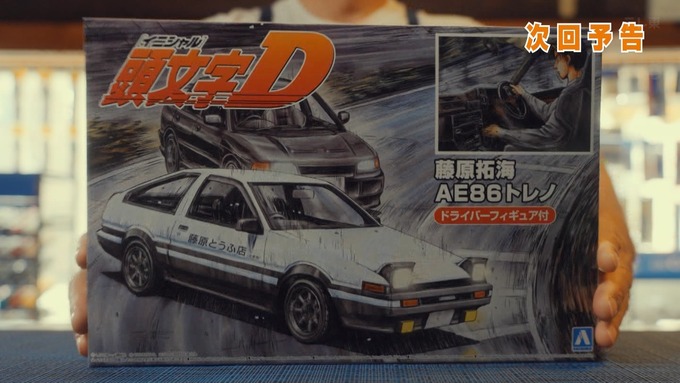 次回予告
イニシャル
頭文字D
藤原拓海
AE86トレノ
ドライバーフィギュア付
藤原とうふ店